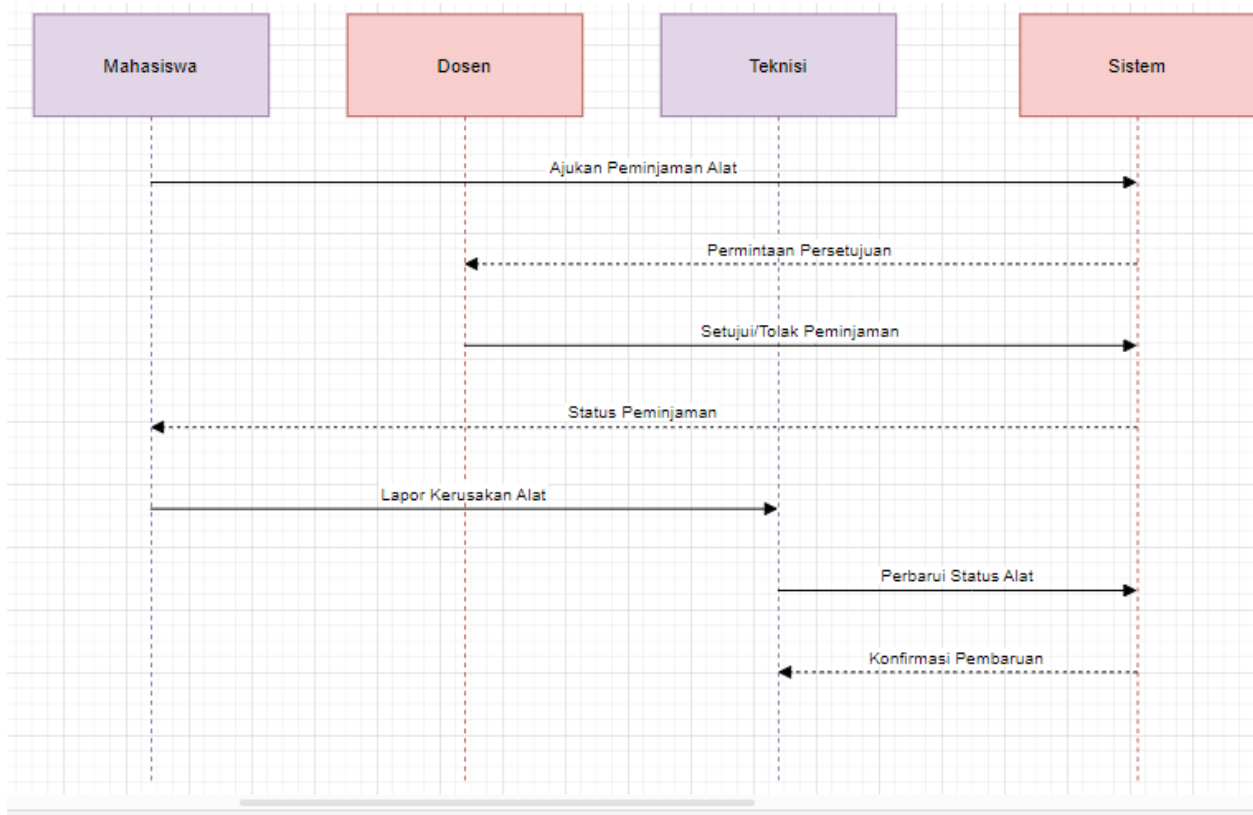 Mahasiswa
Dosen
Teknisi
Sistem
Ajukan Peminjaman Alat
Permintaan Persetujuan
Setujui/Tolak Peminjaman
Status Peminjaman
Lapor Kerusakan Alat
Perbarui Status Alat
Konfirmasi Pembaruan